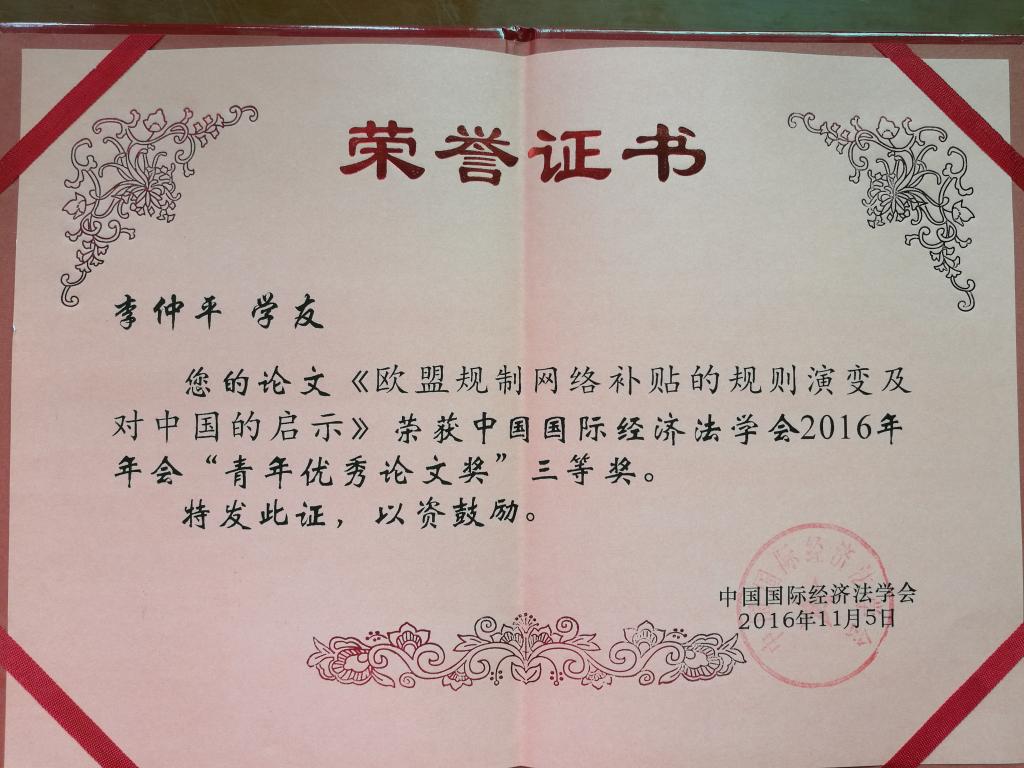 荣誉证书
李仲平 学友
您的论文《欧盟规制网络补贴的规则演变及
对中国的启示》荣获中国国际经济法学会2016年
年会“青年优秀论文奖”三等奖。
特发此证，以资鼓励。
中国国际经济法学会
2016年11月5日